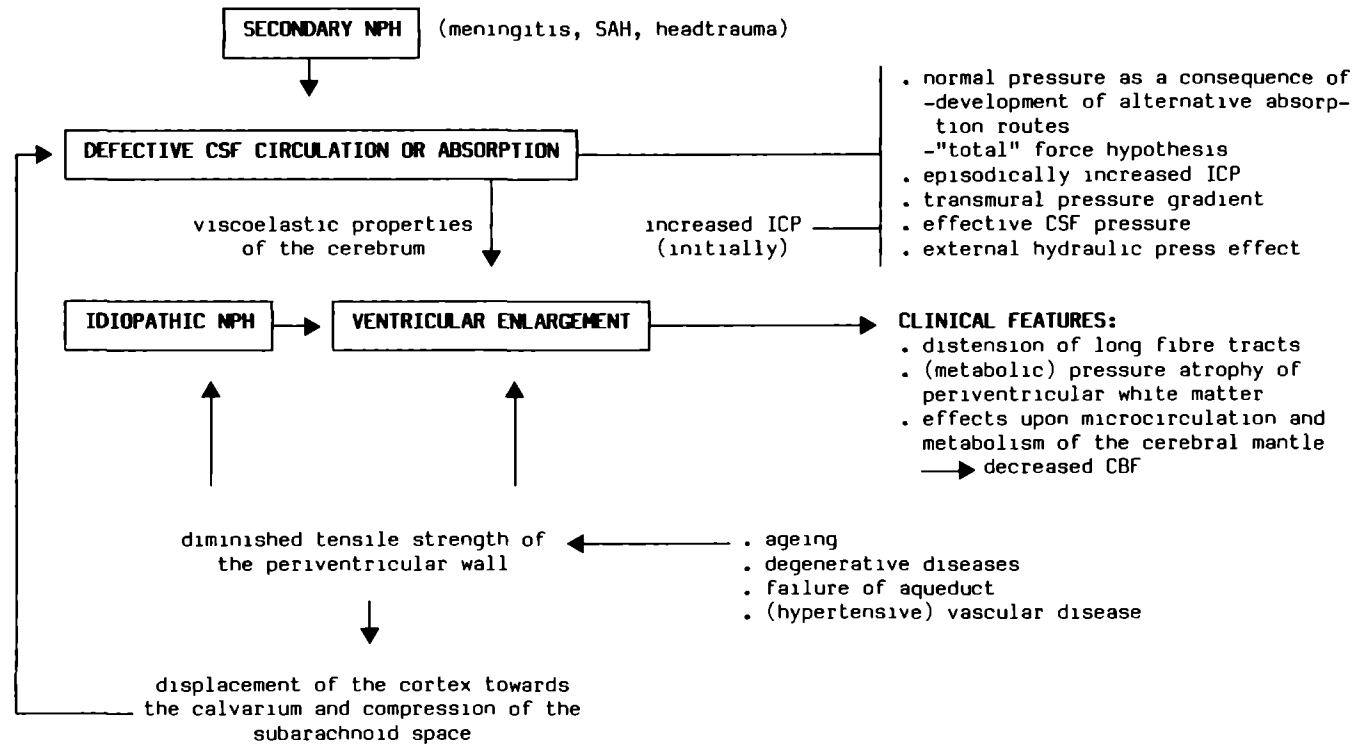 SECONDARY NPH (meningitis, SAH, headtrauma)
. normal pressure as a consequence of
-development of alternative absorp-
tion routes
-"total" force hypothesis
. episodically increased ICP
. transmural pressure gradient
. effective CSF pressure
. external hydraulic press effect
DEFECTIVE CSF CIRCULATION OR ABSORPTION
viscoelastic properties
of the cerebrum
increased ICP
(initially)
IDIOPATHIC NPH
VENTRICULAR ENLARGEMENT
CLINICAL FEATURES:
. distension of long fibre tracts
. (metabolic) pressure atrophy of
periventricular white matter
. effects upon microcirculation and
metabolism of the cerebral mantle
decreased CBF
diminished tensile strength of
the periventricular wall
. ageing
. degenerative diseases
. failure of aqueduct
. (hypertensive) vascular disease
displacement of the cortex towards
the calvarium and compression of the
subarachnoid space